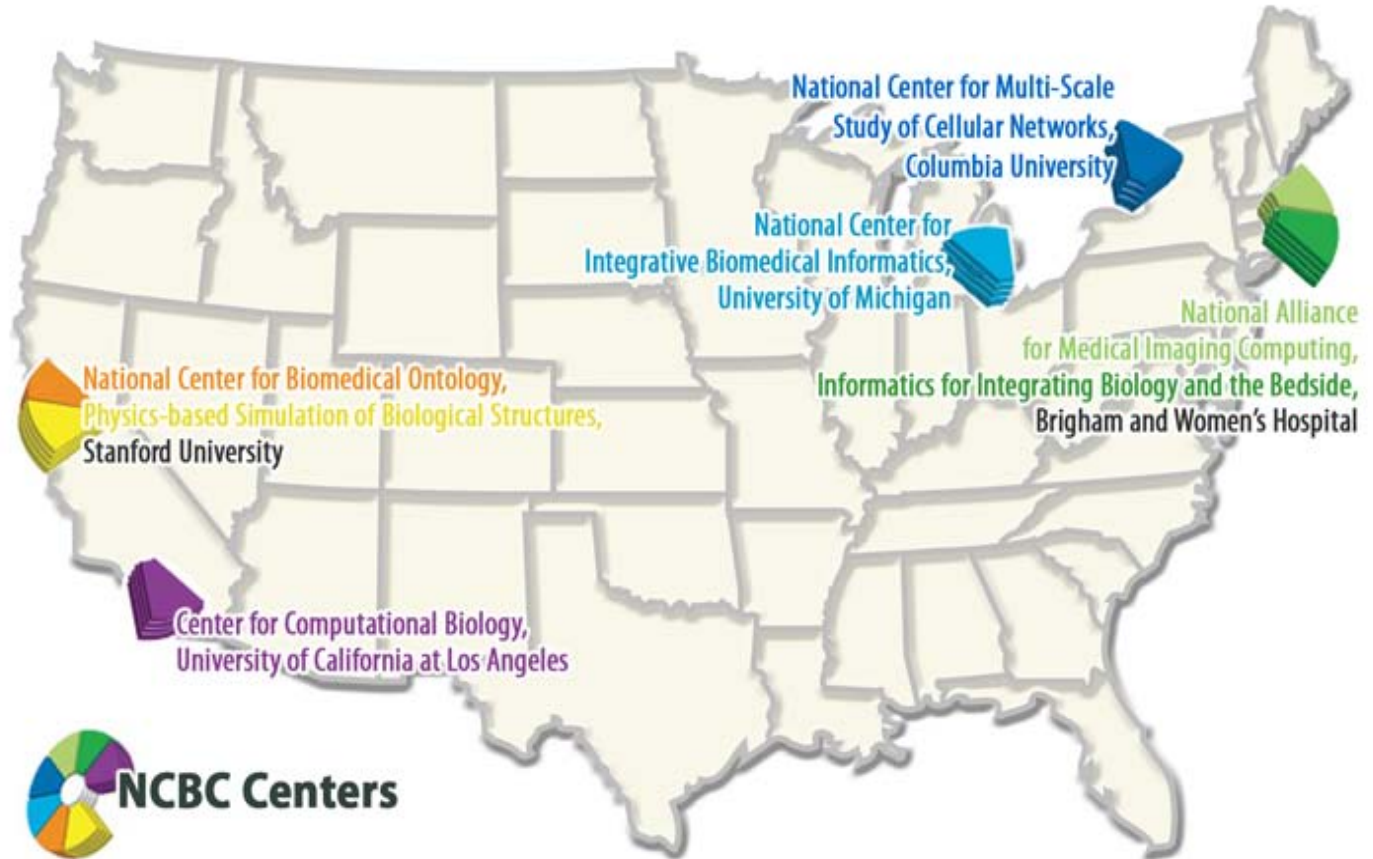 National Center for Multi-Scale
Study of Cellular Networks,
Columbia University
National Center for
Integrative Biomedical Informatics,
University of Michigan
National Alliance
for Medical Imaging Computing,
Informatics for Integrating Biology and the Bedside,
Brigham and Women's Hospital
National Center for Biomedical Ontology,
Physics-based Simulation of Biological Structures,
Stanford University
Center for Computational Biology,
University of California at Los Angeles
NCBC Centers